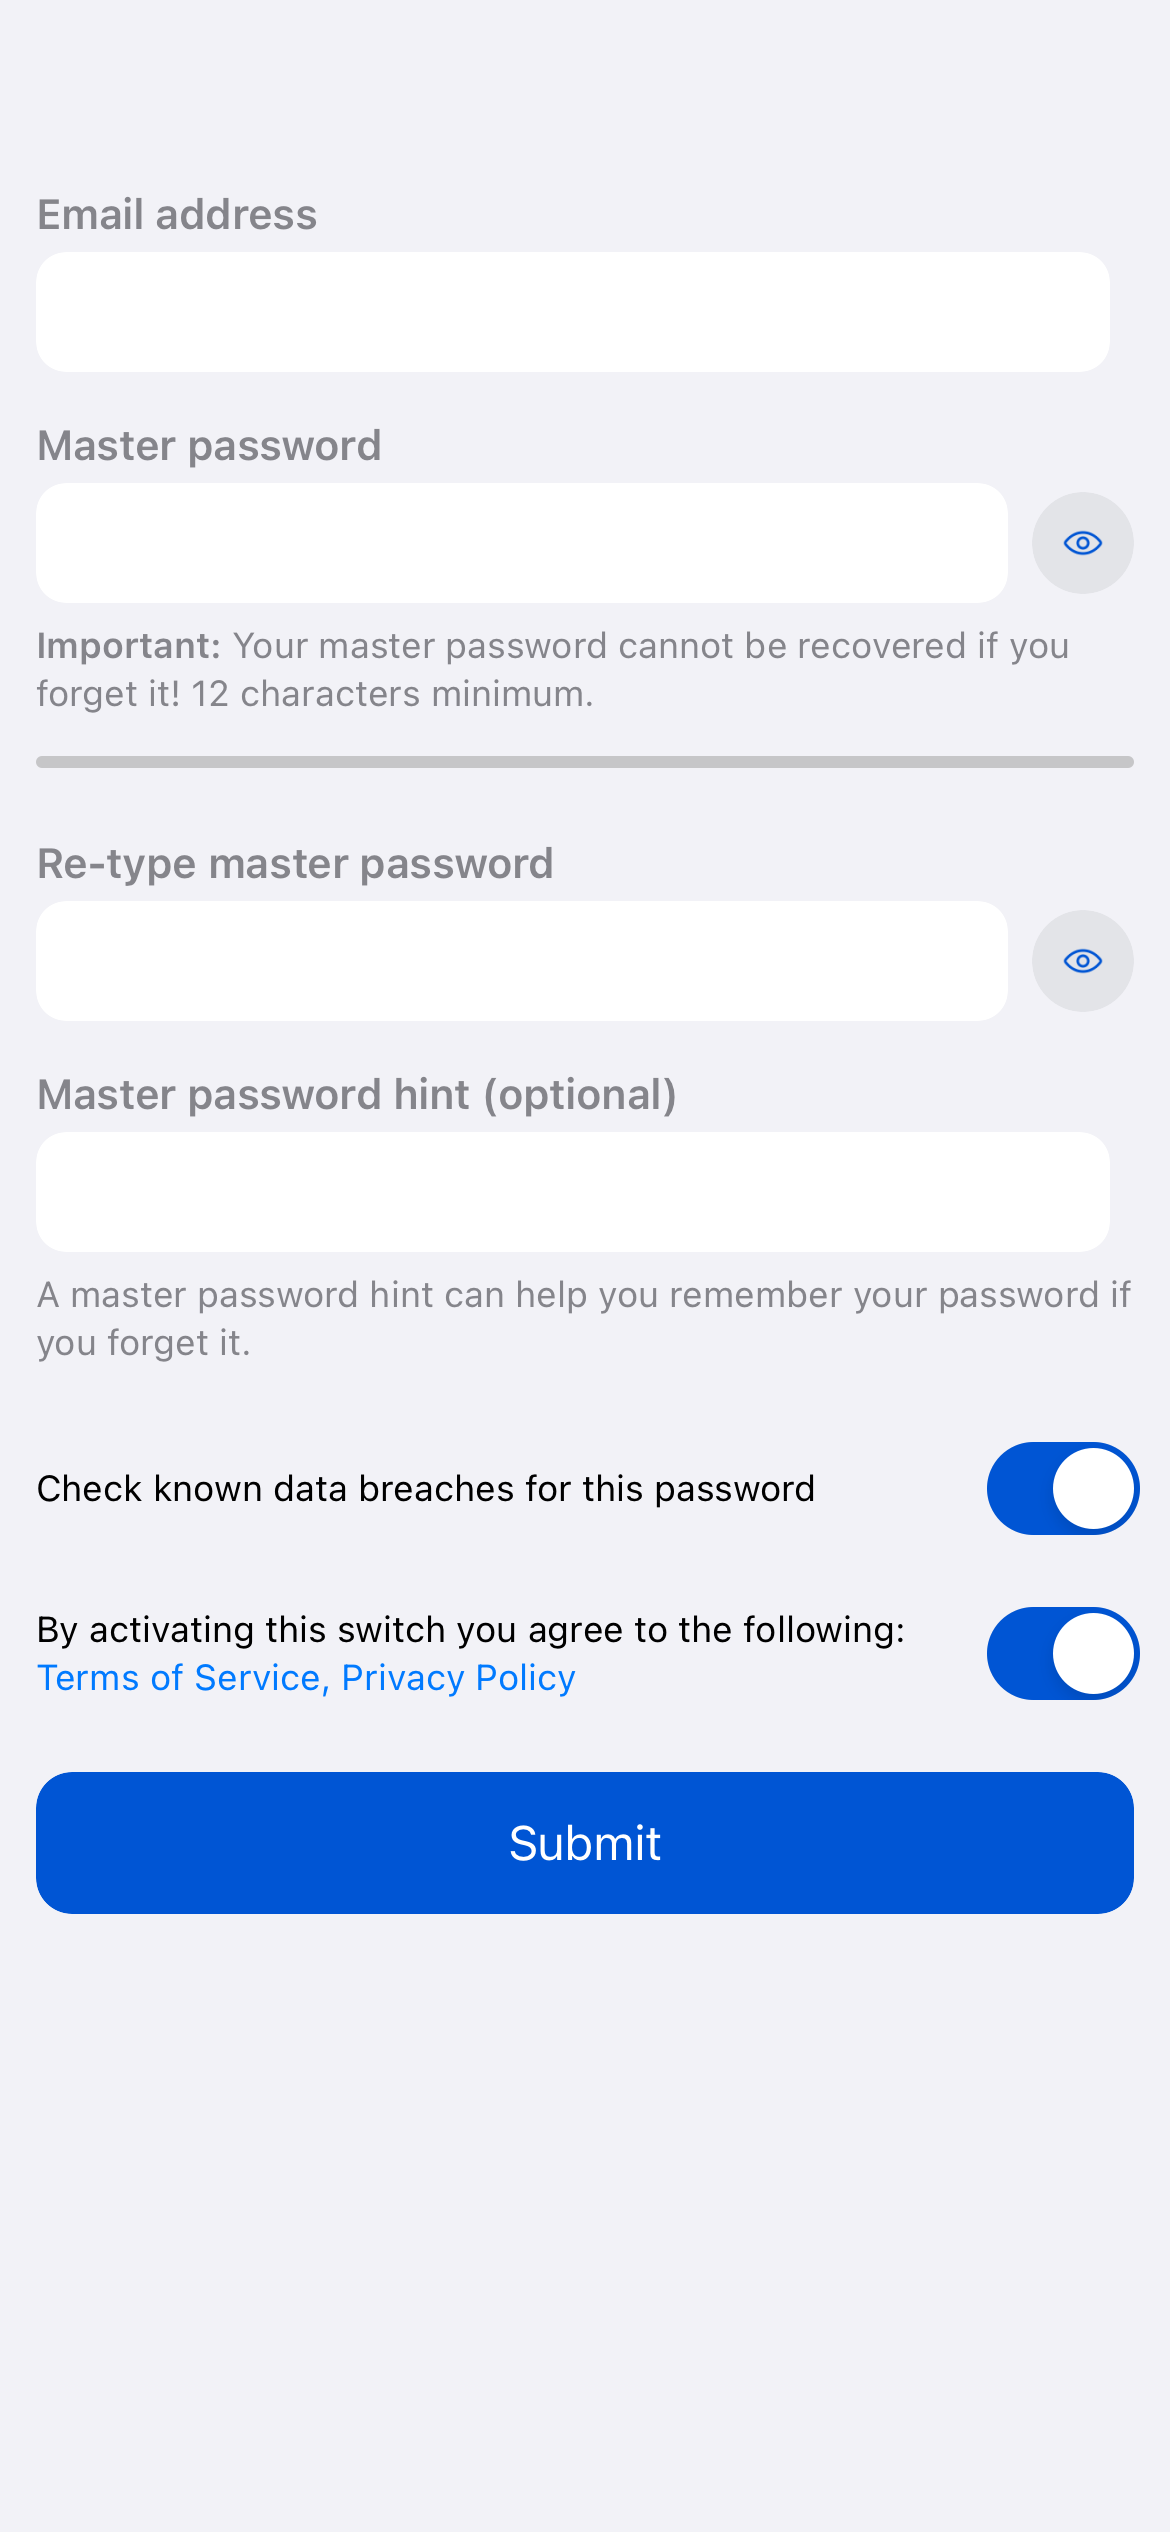 Email address
Master password
Important: Your master password cannot be recovered if you
forget it! 12 characters minimum.
Re-type master password
Master password hint (optional)
A master password hint can help you remember your password if
you forget it.
Check known data breaches for this password
By activating this switch you agree to the following:
Terms of Service, Privacy Policy
Submit